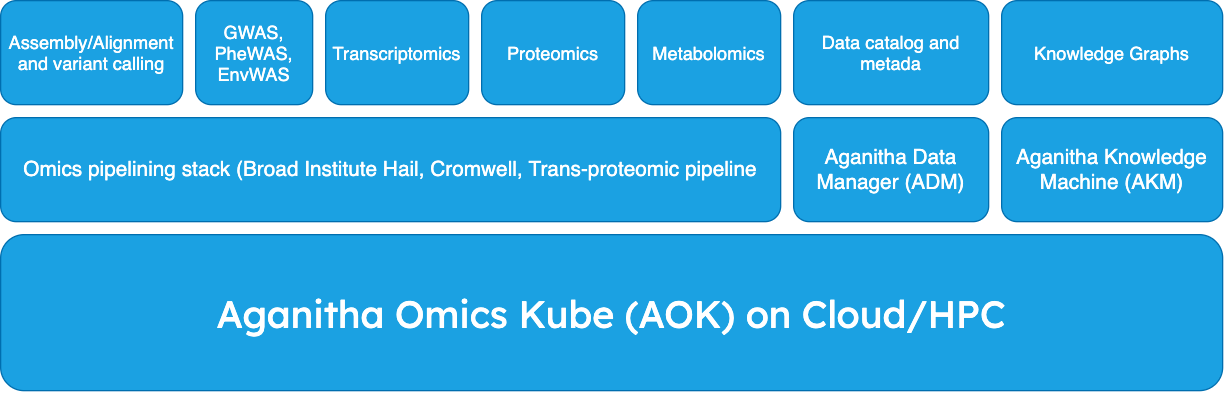 Assembly/Alignment
and variant calling
GWAS,
PheWAS,
EnvWAS
Transcriptomics
Proteomics
Metabolomics
Data catalog and
metada
Knowledge Graphs
Omics pipelining stack (Broad Institute Hail, Cromwell, Trans-proteomic pipeline
Aganitha Data
Manager (ADM)
Aganitha Knowledge
Machine (AKM)
Aganitha Omics Kube (AOK) on Cloud/HPC